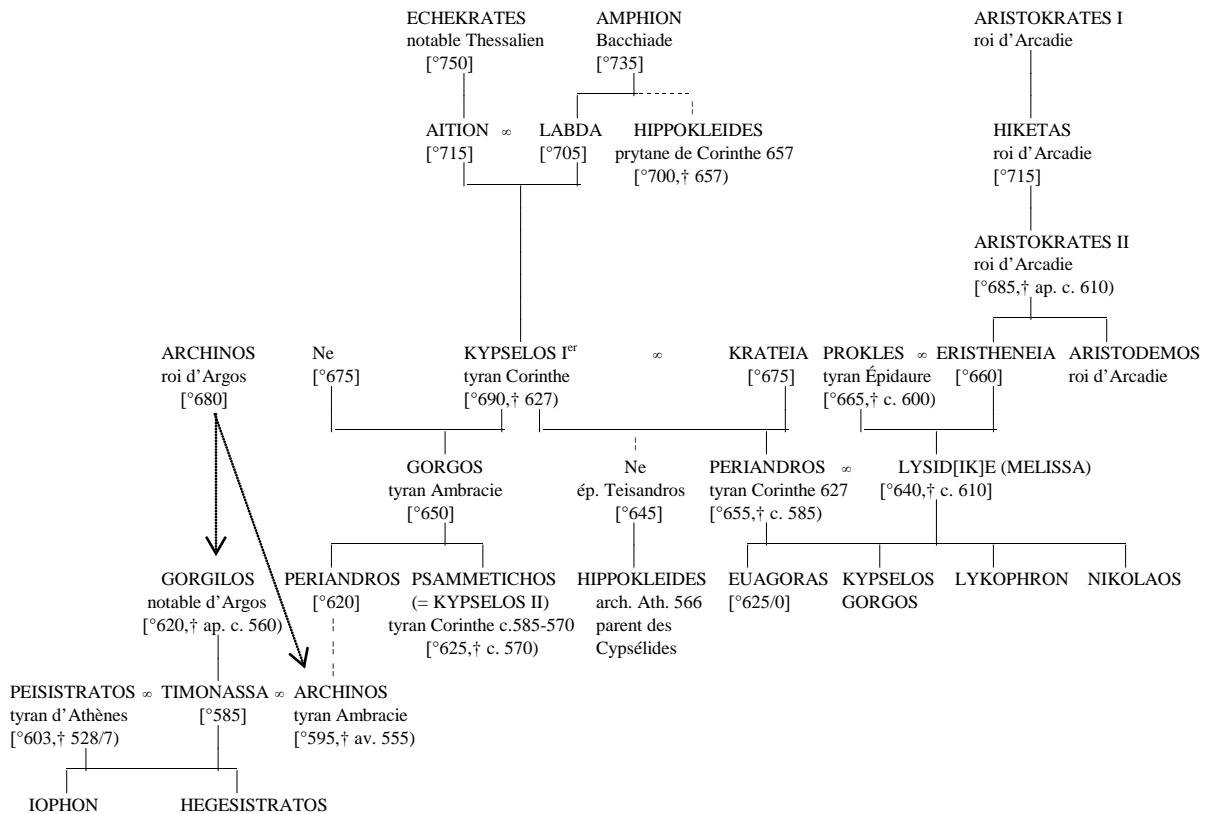 ECHEKRATES AMPHION ARISTOKRATES I
notable Thessalien Bacchiade roi d'Arcadie
[°750] [°735]
AITION ∞ LABDA HIPPOKLEIDES HIKETAS
[°715] [°705] prytane de Corinthe 657 roi d'Arcadie
[°700,† 657) [°715]
ARISTOKRATES II
roi d'Arcadie
[°685,† ap. c. 610)
ARCHINOS Ne KYPSELOS Ier ∞ KRATEIA PROKLES ∞ ERISTHENEIA ARISTODEMOS
roi d'Argos [°675] tyran Corinthe [°675] tyran Épidaure [°660] roi d'Arcadie
[°680] [°690,† 627) [°665,† c. 600)
GORGOS Ne PERIANDROS ∞ LYSID[IK]E (MELISSA)
tyran Ambracie ép. Teisandros tyran Corinthe 627 [°640,† c. 610]
[°650] [°645] [°655,† c. 585)
GORGILOS PERIANDROS PSAMMETICHOS HIPPOKLEIDES EUAGORAS KYPSELOS LYKOPHRON NIKOLAOS
notable d'Argos [°620] (= KYPSELOS II) arch. Ath. 566 [°625/0] GORGOS
[°620,† ap. c. 560) tyran Corinthe c.585-570 parent des
[°625,† c. 570) Cypsélides
PEISISTRATOS ∞ TIMONASSA ∞ ARCHINOS
tyran d'Athènes [°585] tyran Ambracie
[°603,† 528/7) [°595,† av. 555)
IOPHON HEGESISTRATOS